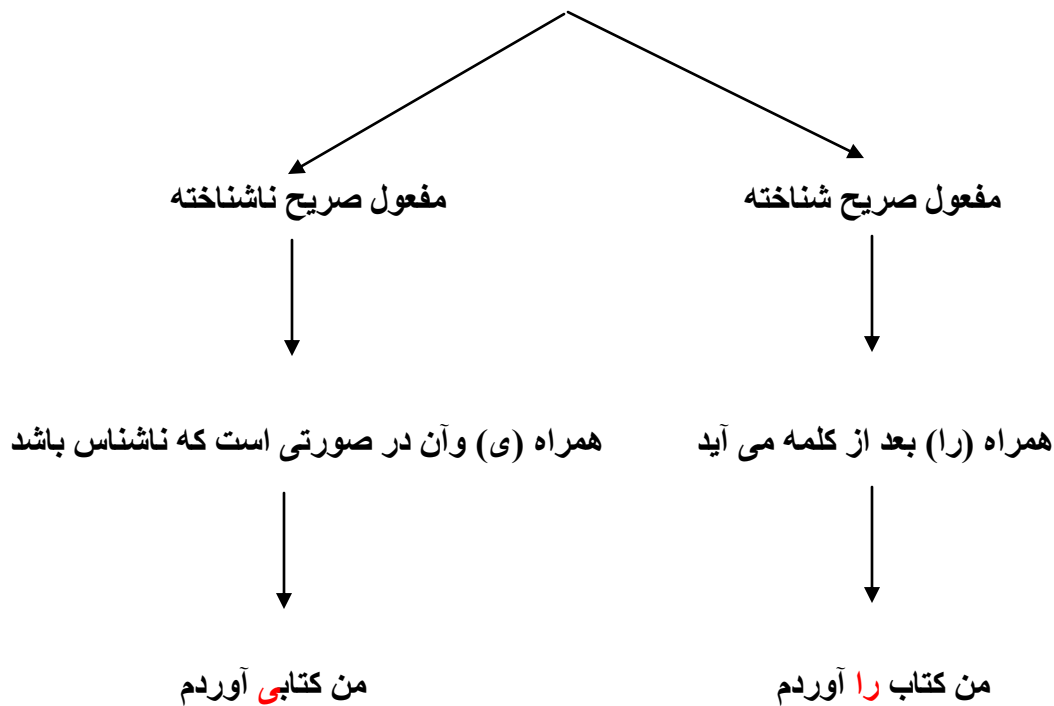 مفعول صریح شناخته
مفعول صریح ناشناخته
همراه (را) بعد از کلمه می آید
همراه (ی) وآن در صورتی است که ناشناس باشد
من کتاب را آوردم
من کتابی آوردم